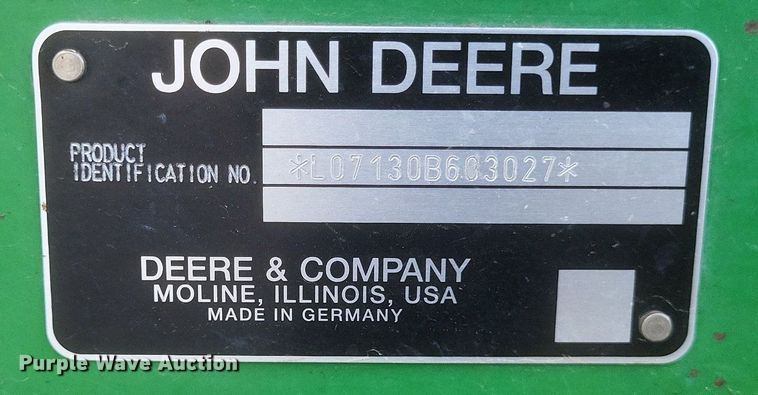 JOHN DEERE
PRODUCT
IDENTIFICATION NO.
*L07130B603027*
DEERE & COMPANY
MOLINE, ILLINOIS, USA
MADE IN GERMANY
Purple Wave Auction